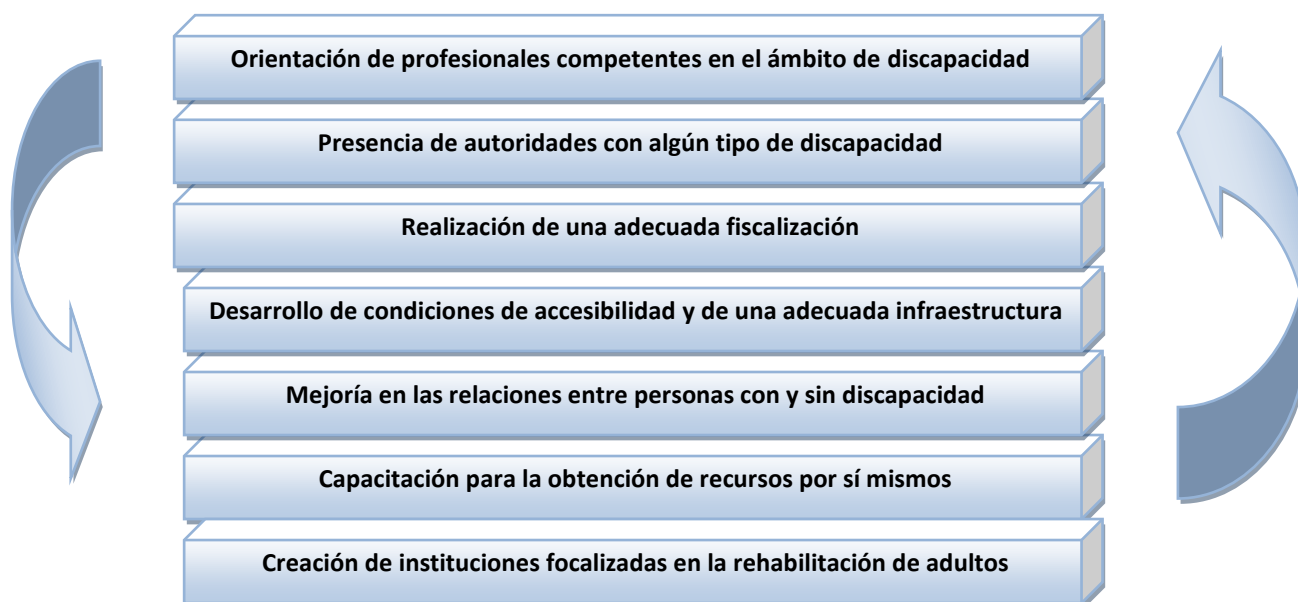 Orientación de profesionales competentes en el ámbito de discapacidad
Presencia de autoridades con algún tipo de discapacidad
Realización de una adecuada fiscalización
Desarrollo de condiciones de accesibilidad y de una adecuada infraestructura
Mejoría en las relaciones entre personas con y sin discapacidad
Capacitación para la obtención de recursos por sí mismos
Creación de instituciones focalizadas en la rehabilitación de adultos